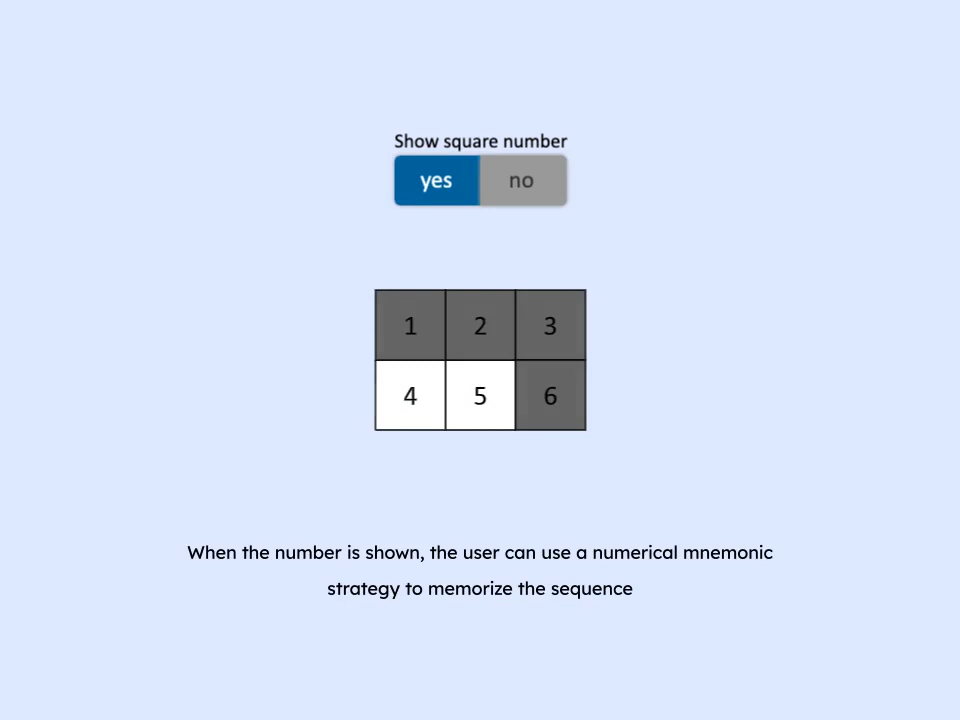 Show square number
yes no
1 2 3
4 5 6
When the number is shown, the user can use a numerical mnemonic
strategy to memorize the sequence